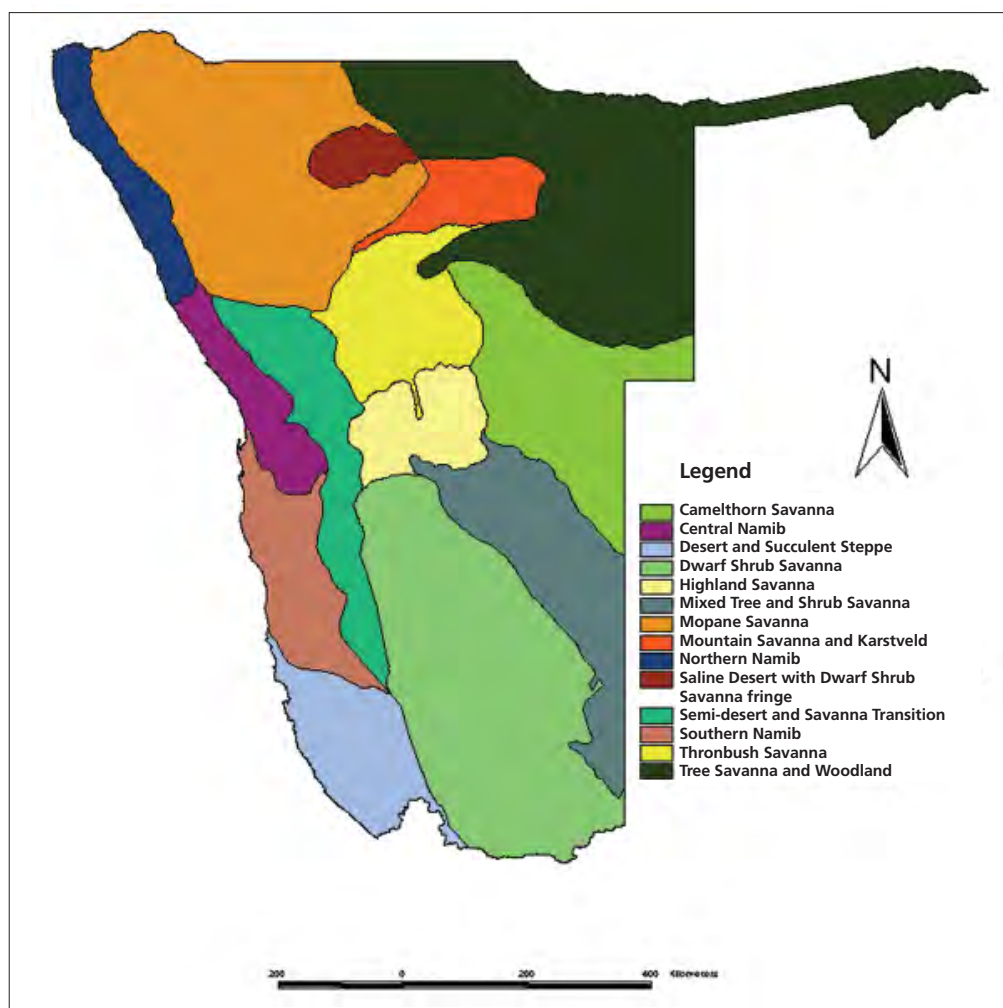 N
Legend
Camelthorn Savanna
Central Namib
Desert and Succulent Steppe
Dwarf Shrub Savanna
Highland Savanna
Mixed Tree and Shrub Savanna
Mopane Savanna
Mountain Savanna and Karstveld
Northern Namib
Saline Desert with Dwarf Shrub
Savanna fringe
Semi-desert and Savanna Transition
Southern Namib
Thronbush Savanna
Tree Savanna and Woodland
200 0 200 400 Kilometers